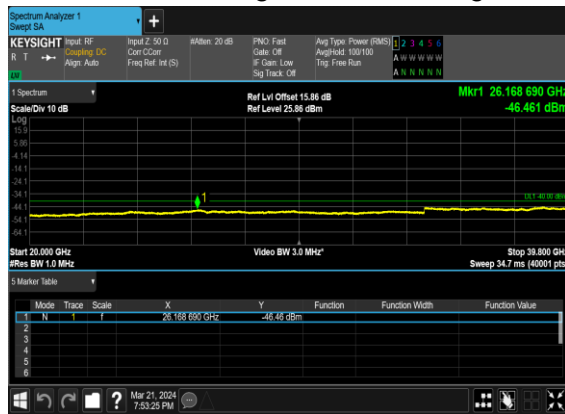 Spectrum Analyzer 1
Swept SA
+
KEYSIGHT Input: RF Input Z: 50 Ω #Atten: 20 dB PNO: Fast Avg Type: Power (RMS) 1 2 3 4 5 6
R T Coupling: DC Corr CCorr Gate: Off Avg|Hold: 100/100 A W W W W W
Align: Auto Freq Ref: Int (S) IF Gain: Low Trig: Free Run
LW Sig Track: Off A N N N N N
1 Spectrum Ref Lvl Offset 15.86 dB Mkr1 26.168 690 GHz
Scale/Div 10 dB Ref Level 25.86 dBm -46.461 dBm
Log
15.9
5.86
-4.14
-14.1
-24.1
-34.1
1
-44.1
-54.1
-64.1
Start 20.000 GHz Video BW 3.0 MHz* Stop 39.800 GHz
#Res BW 1.0 MHz Sweep 34.7 ms (40001 pts)
5 Marker Table
Mode Trace Scale X Y Function Function Width Function Value
1 N 1 f 26.168 690 GHz -46.46 dBm
2
3
4
5
6
? Mar 21, 2024
7:53:25 PM